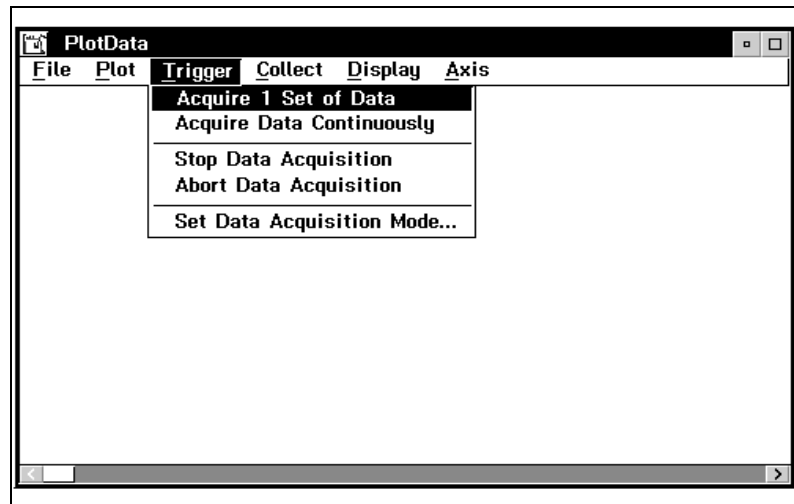 PlotData
File Plot Trigger Collect Display Axis
Acquire 1 Set of Data
Acquire Data Continuously
Stop Data Acquisition
Abort Data Acquisition
Set Data Acquisition Mode...